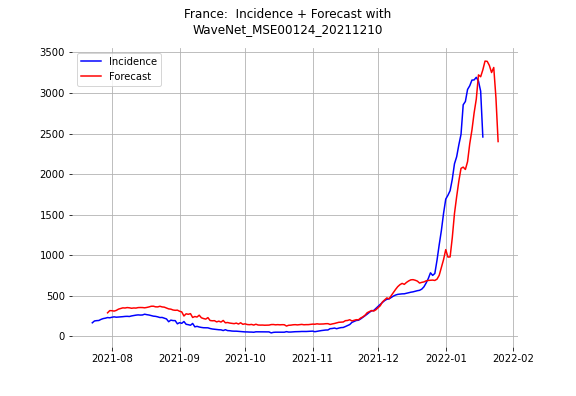 France:  Incidence + Forecast with
WaveNet_MSE00124_20211210
3500
Incidence
Forecast
3000
2500
2000
1500
1000
500
0
2021-08 2021-09 2021-10 2021-11 2021-12 2022-01 2022-02